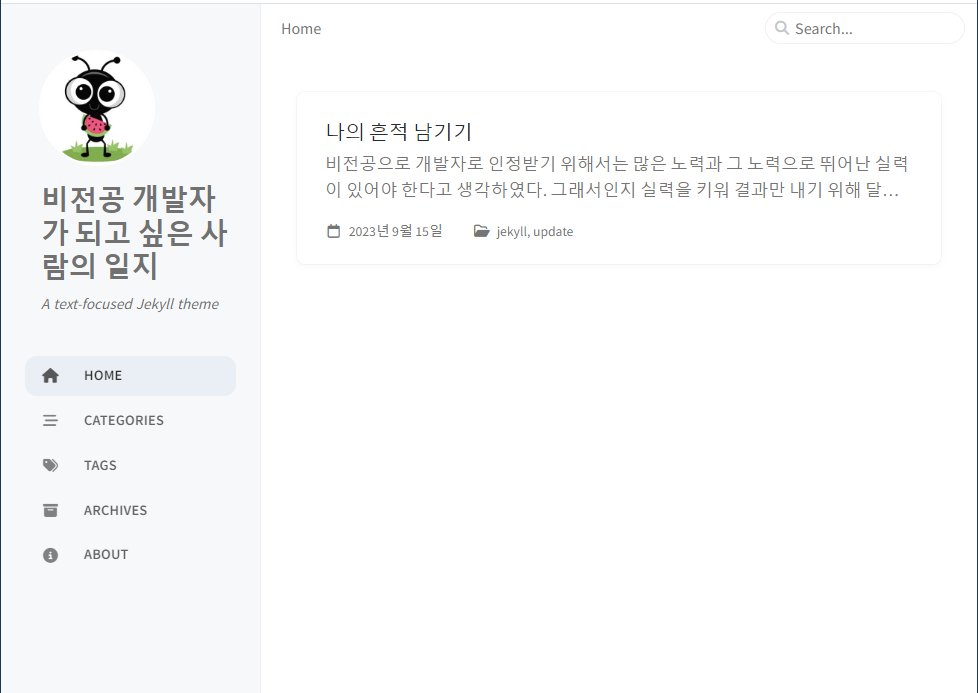 비전공 개발자
가 되고 싶은 사
람의 일지
A text-focused Jekyll theme
HOME
CATEGORIES
TAGS
ARCHIVES
ABOUT
Home
Search...
나의 흔적 남기기
비전공으로 개발자로 인정받기 위해서는 많은 노력과 그 노력으로 뛰어난 실력
이 있어야 한다고 생각하였다. 그래서인지 실력을 키워 결과만 내기 위해 달…
2023년 9월 15일
jekyll, update